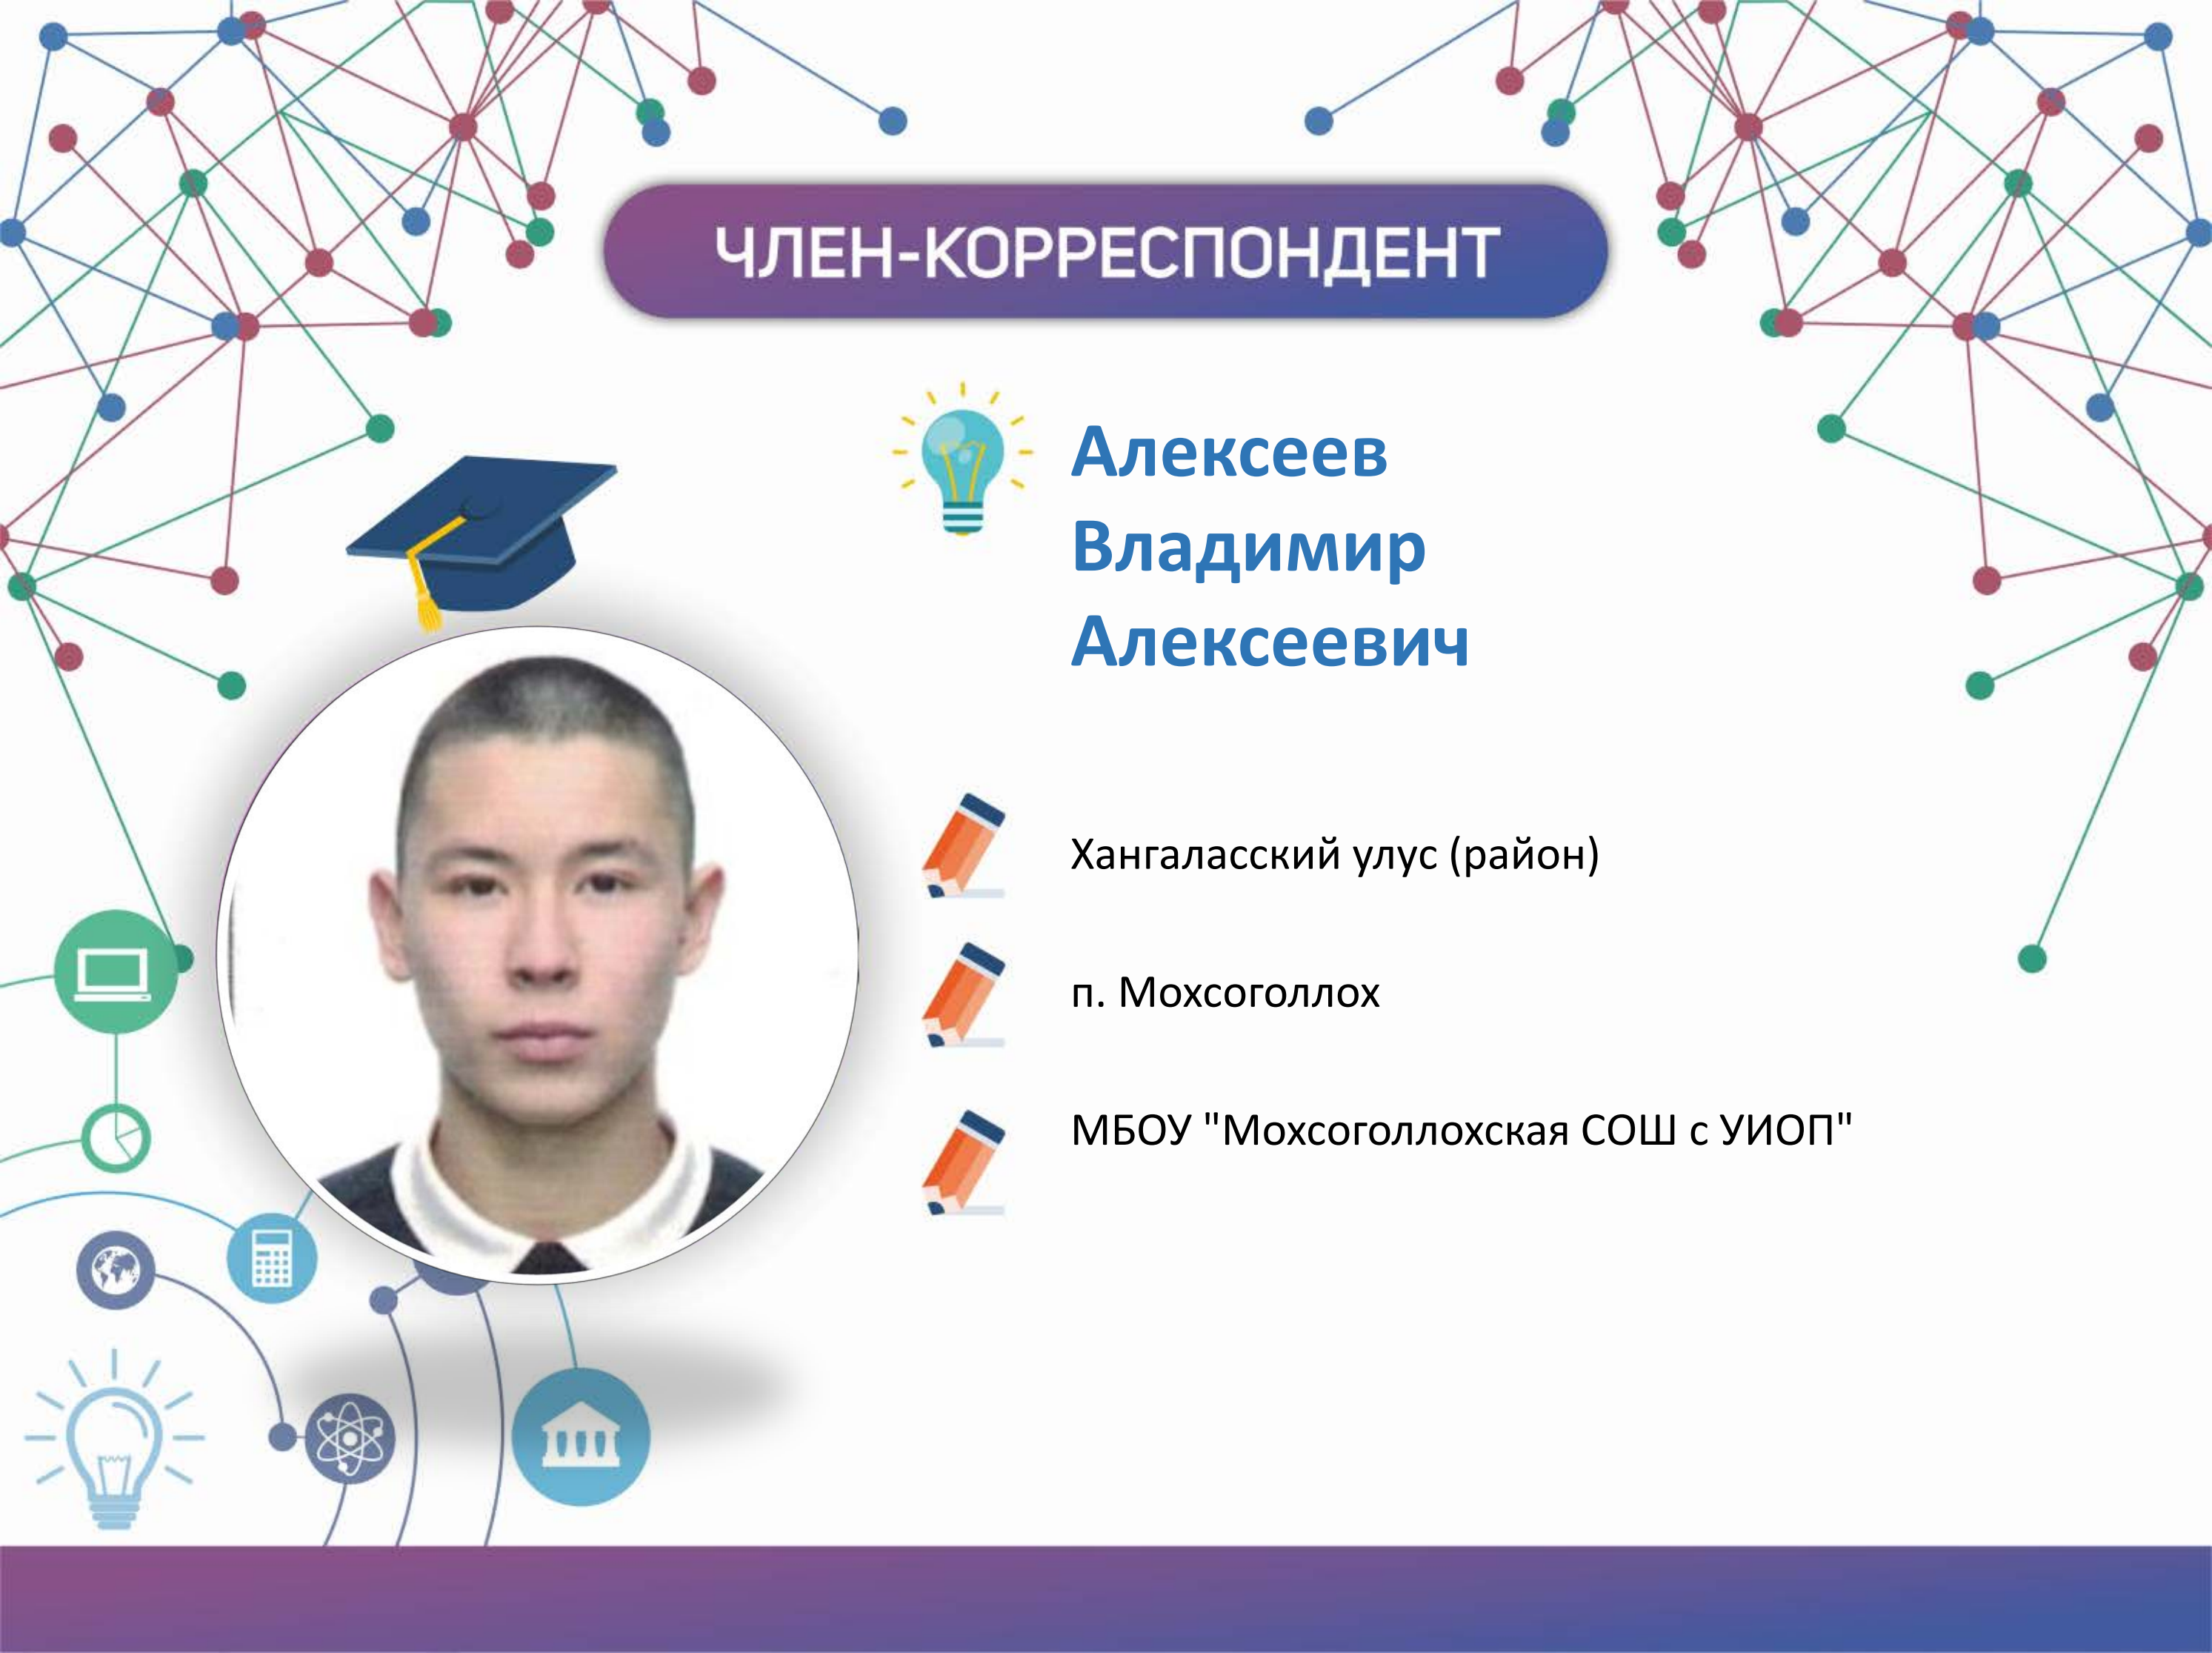 ЧЛЕН-КОРРЕСПОНДЕНТ
Алексеев
Владимир
Алексеевич
Хангаласский улус (район)
п. Мохсоголлох
МБОУ "Мохсоголлохская СОШ с УИОП"